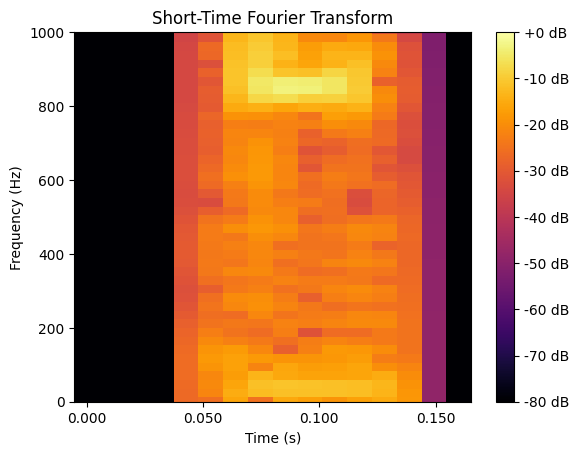 Short-Time Fourier Transform
1000
800
600
400
200
0
Frequency (Hz)
0.000
0.050
0.100
0.150
Time (s)
+0 dB
-10 dB
-20 dB
-30 dB
-40 dB
-50 dB
-60 dB
-70 dB
-80 dB